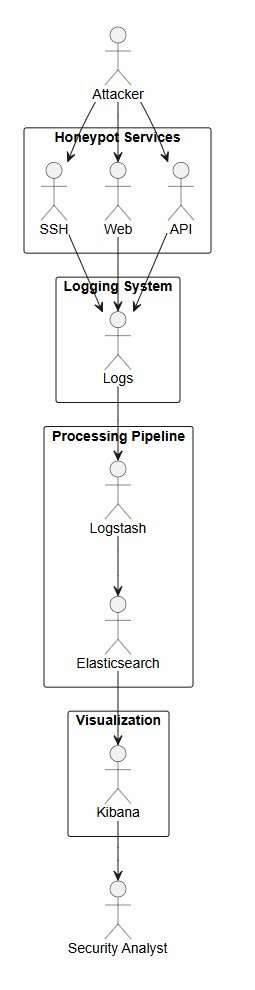 Attacker
Honeypot Services
SSH
Web
API
Logging System
Logs
Processing Pipeline
Logstash
Elasticsearch
Visualization
Kibana
Security Analyst